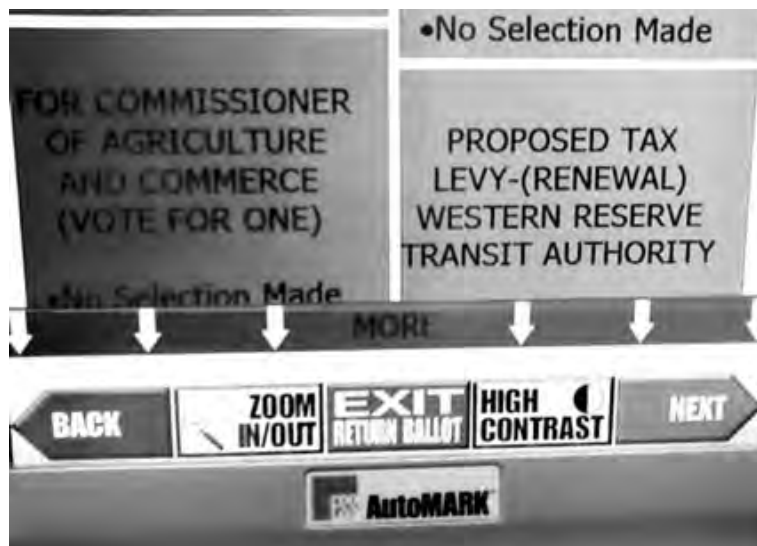 •No Selection Made
FOR COMMISSIONER
OF AGRICULTURE
AND COMMERCE
(VOTE FOR ONE)
•No Selection Made
PROPOSED TAX
LEVY-(RENEWAL)
WESTERN RESERVE
TRANSIT AUTHORITY
MORE
BACK
ZOOM
IN/OUT
EXIT
RETURN BALLOT
HIGH
CONTRAST
NEXT
AutoMARK